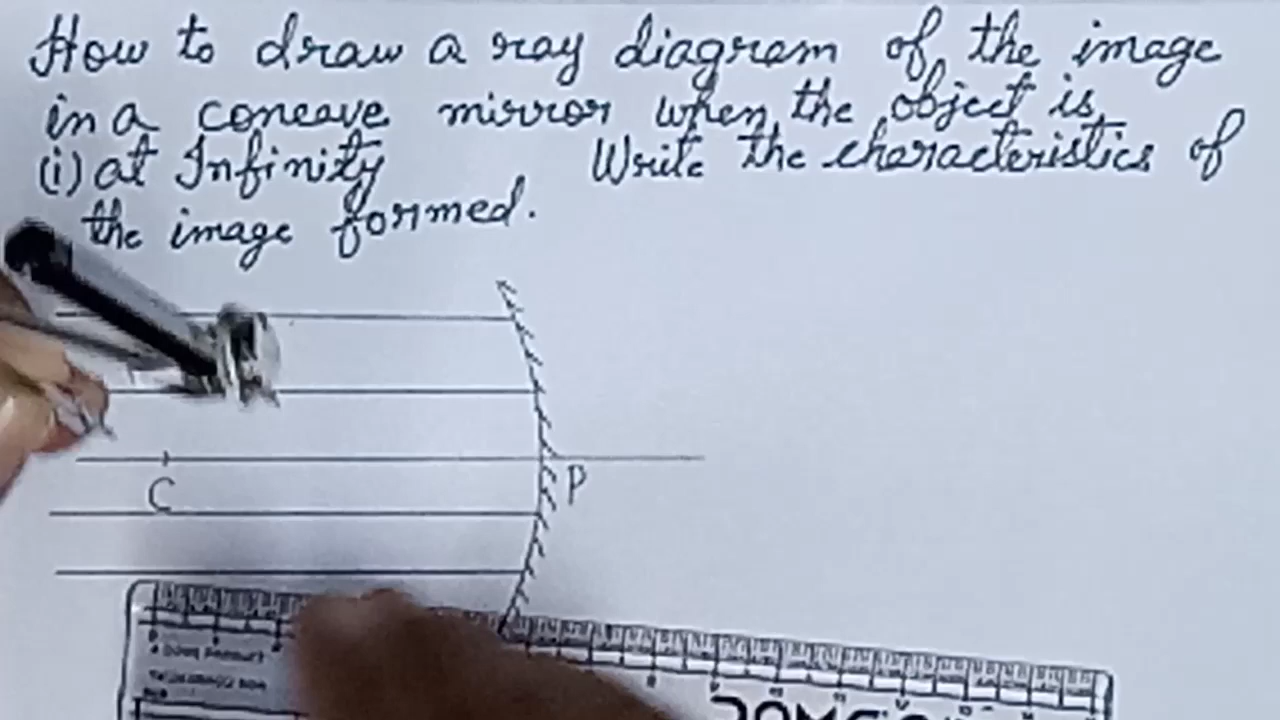 How to draw a ray diagram of the image
in a concave mirror when the object is
(i) at Infinity Write the characteristics of
the image formed.
C
P